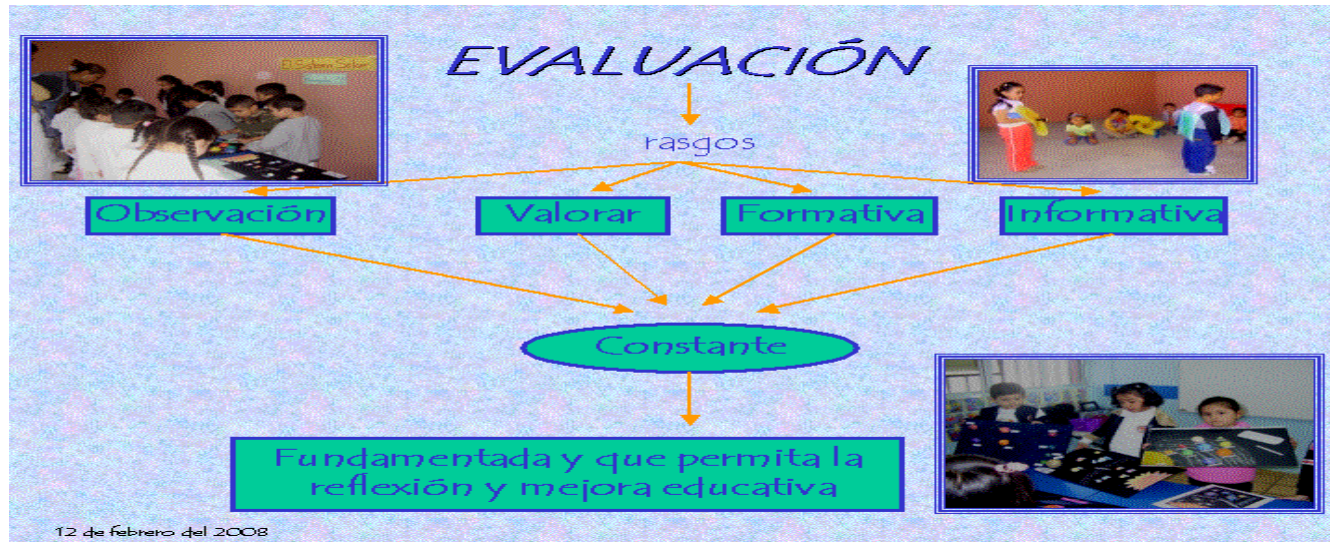 EVALUACIÓN
rasgos
Observación
Valorar
Formativa
Informativa
Constante
Fundamentada y que permita la
reflexión y mejora educativa
12 de febrero del 2008